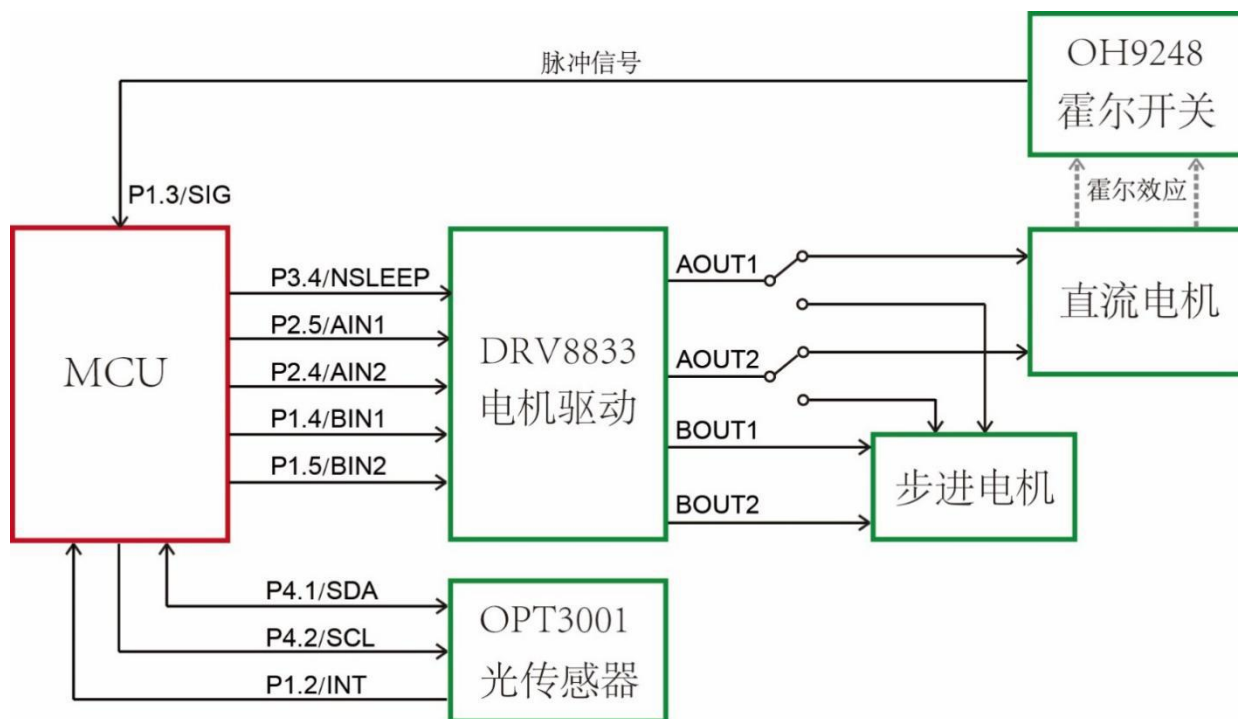 OH9248
霍尔开关
脉冲信号
霍尔效应
P1.3/SIG
MCU
P3.4/NSLEEP
P2.5/AIN1
P2.4/AIN2
P1.4/BIN1
P1.5/BIN2
DRV8833
电机驱动
AOUT1
AOUT2
BOUT1
BOUT2
直流电机
步进电机
P4.1/SDA
P4.2/SCL
P1.2/INT
OPT3001
光传感器